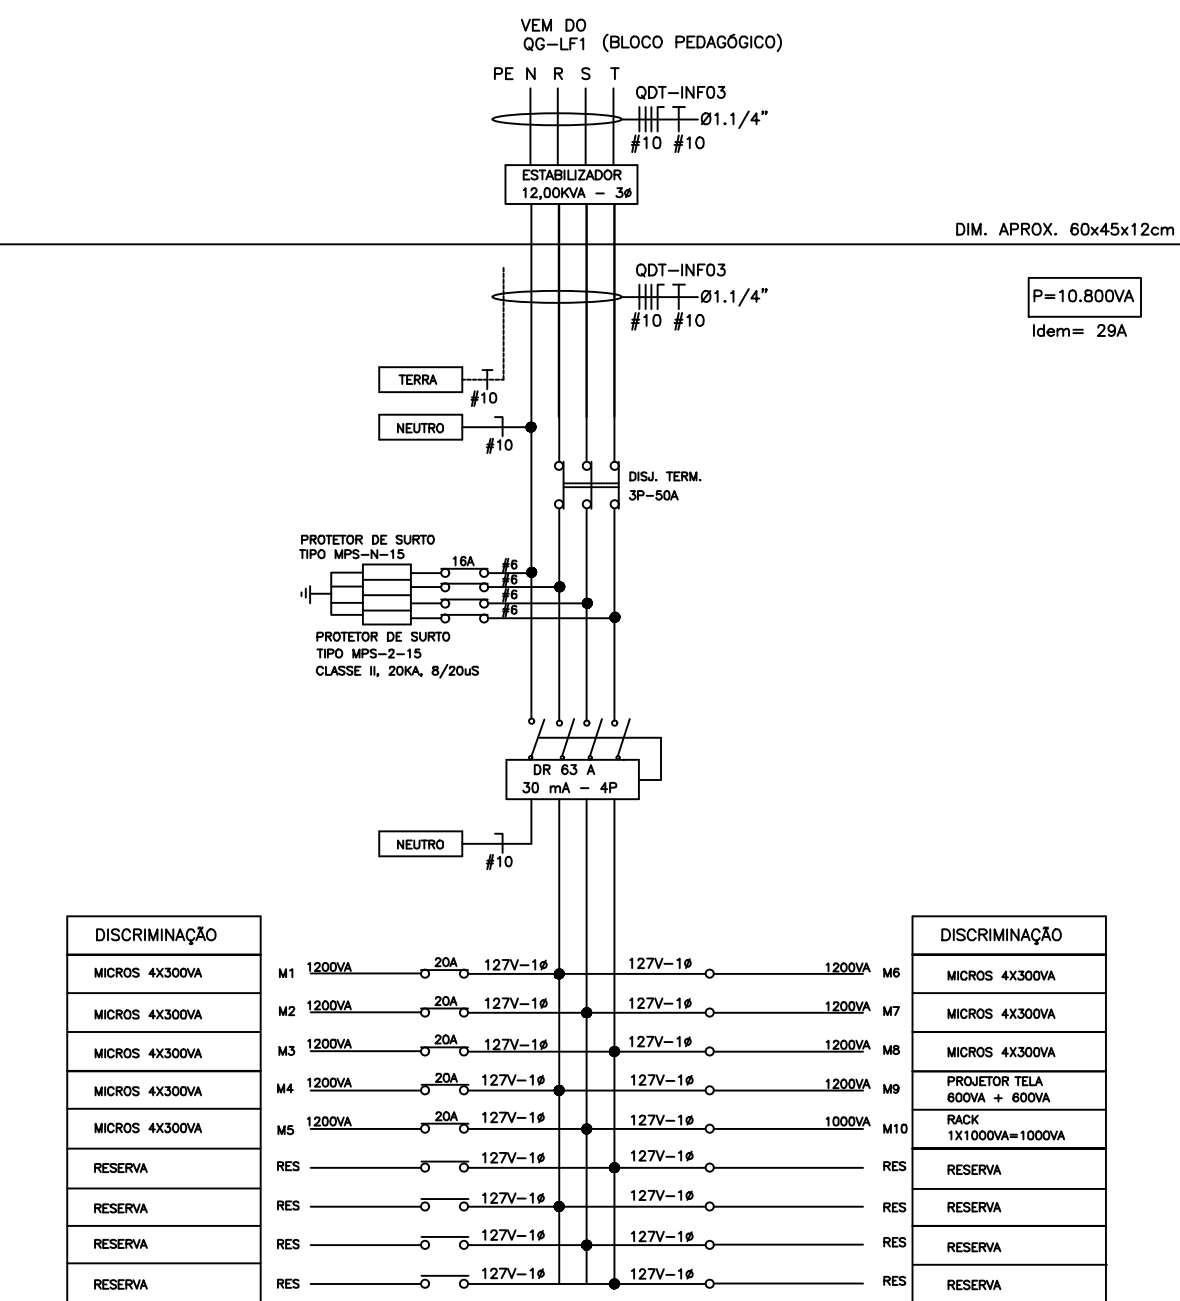 VEM DO
QG-LF1 (BLOCO PEDAGÓGICO)
PE N R S T
QDT-INF03
Ø1.1/4"
#10 #10
ESTABILIZADOR
12,00KVA - 3ø
DIM. APROX. 60x45x12cm
QDT-INF03
Ø1.1/4"
#10 #10
P=10.800VA
Idem= 29A
TERRA
#10
NEUTRO
#10
DISJ. TERM.
3P-50A
PROTETOR DE SURTO
TIPO MPS-N-15
16A
#6
#6
#6
#6
PROTETOR DE SURTO
TIPO MPS-2-15
CLASSE II, 20KA, 8/20uS
DR 63 A
30 mA - 4P
NEUTRO
#10
DISCRIMINAÇÃO DISCRIMINAÇÃO
MICROS 4X300VA M1 1200VA 20A 127V-1ø 127V-1ø 1200VA M6 MICROS 4X300VA
MICROS 4X300VA M2 1200VA 20A 127V-1ø 127V-1ø 1200VA M7 MICROS 4X300VA
MICROS 4X300VA M3 1200VA 20A 127V-1ø 127V-1ø 1200VA M8 MICROS 4X300VA
MICROS 4X300VA M4 1200VA 20A 127V-1ø 127V-1ø 1200VA M9 PROJETOR TELA
600VA + 600VA
MICROS 4X300VA M5 1200VA 20A 127V-1ø 127V-1ø 1000VA M10 RACK
1X1000VA=1000VA
RESERVA RES 127V-1ø 127V-1ø RES RESERVA
RESERVA RES 127V-1ø 127V-1ø RES RESERVA
RESERVA RES 127V-1ø 127V-1ø RES RESERVA
RESERVA RES 127V-1ø 127V-1ø RES RESERVA